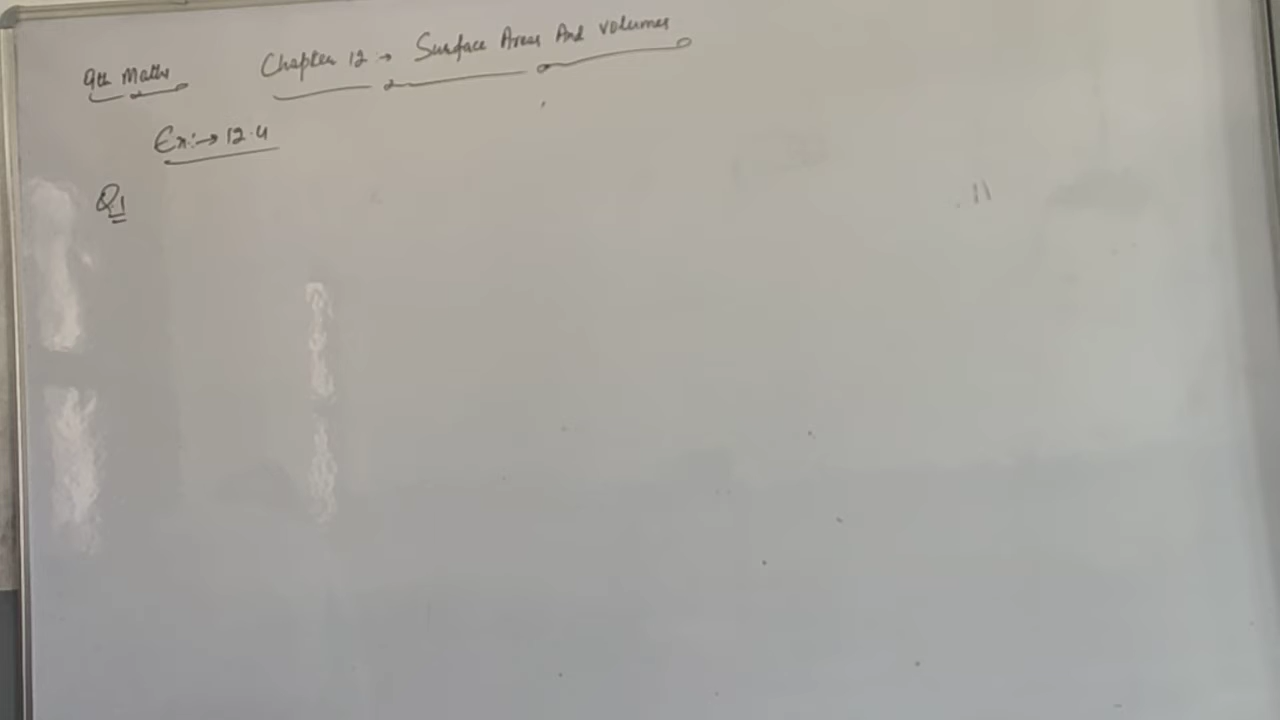 9th Maths Chapter 12:→ Surface Areas And Volumes
Ex:→ 12.4
Q1